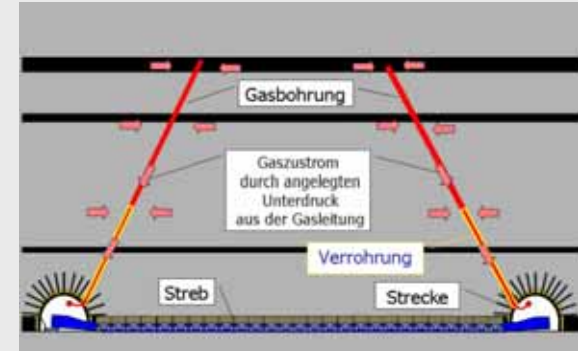 Gasbohrung
Gaszustrom
durch angelegten
Unterdruck
aus der Gasleitung
Verrohrung
Streb
Strecke